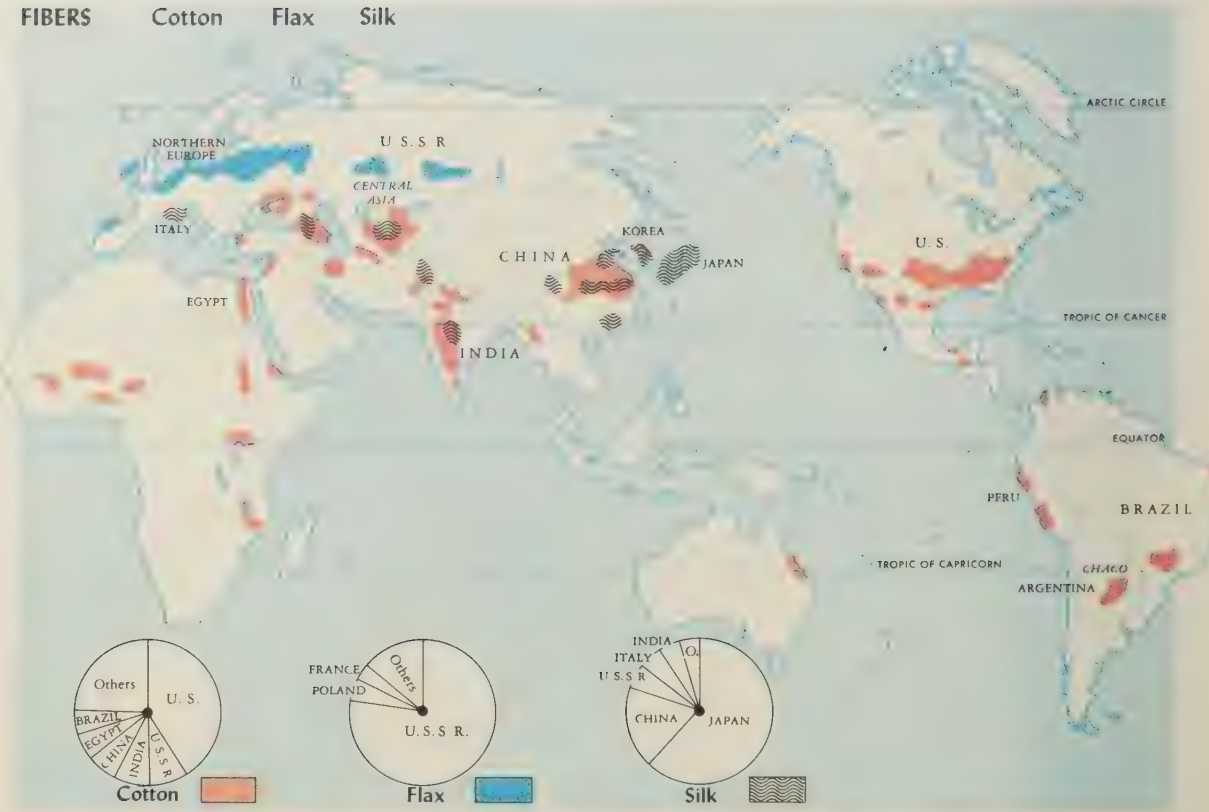 FIBERS Cotton Flax Silk
ARCTIC CIRCLE
NORTHERN
EUROPE
U S.S R
CENTRAL
ASIA
ITALY
KOREA
CHINA
JAPAN
U.S.
EGYPT
TROPIC OF CANCER
INDIA
EQUATOR
PERU
BRAZIL
TROPIC OF CAPRICORN
CHACO
ARGENTINA
Others
U. S.
BRAZIL
EGYPT
CHINA
INDIA
U.S.S R
Cotton
FRANCE
POLAND
Others
U.S.S R.
Flax
INDIA
ITALY
U S.S R
O.
CHINA
JAPAN
Silk